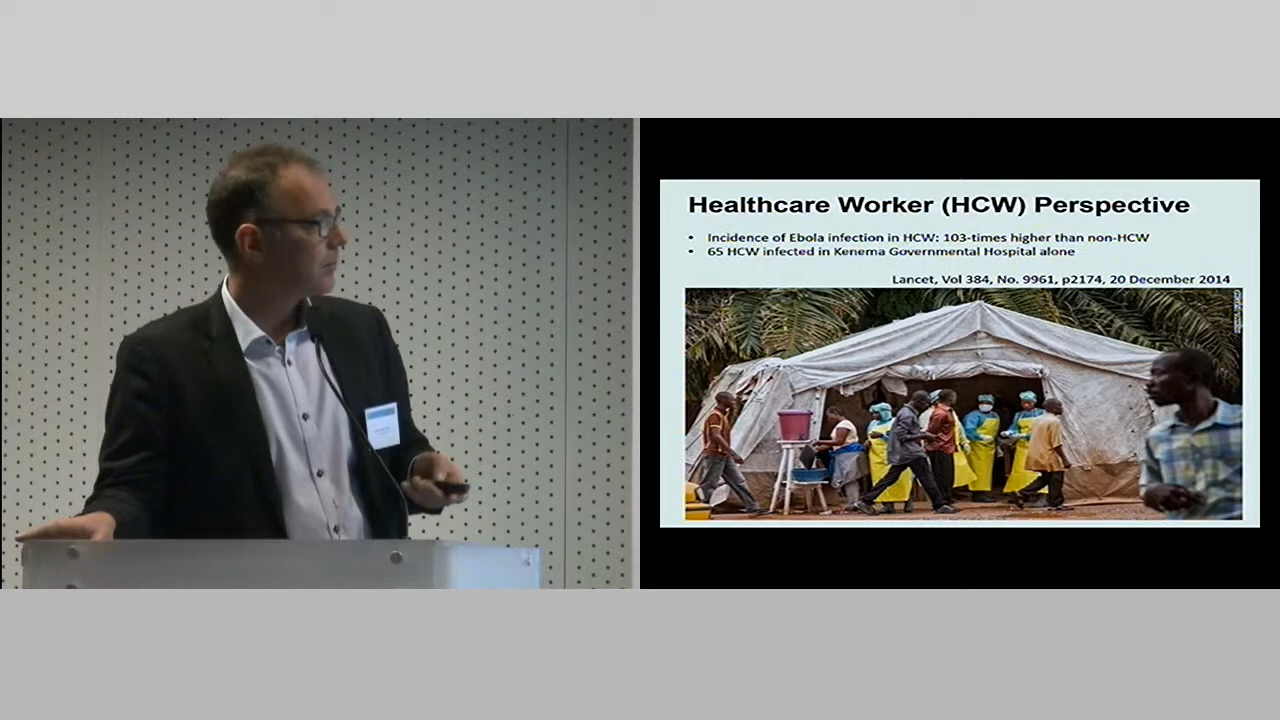 Healthcare Worker (HCW) Perspective
• Incidence of Ebola infection in HCW: 103-times higher than non-HCW
• 65 HCW infected in Kenema Governmental Hospital alone
Lancet, Vol 384, No. 9961, p2174, 20 December 2014